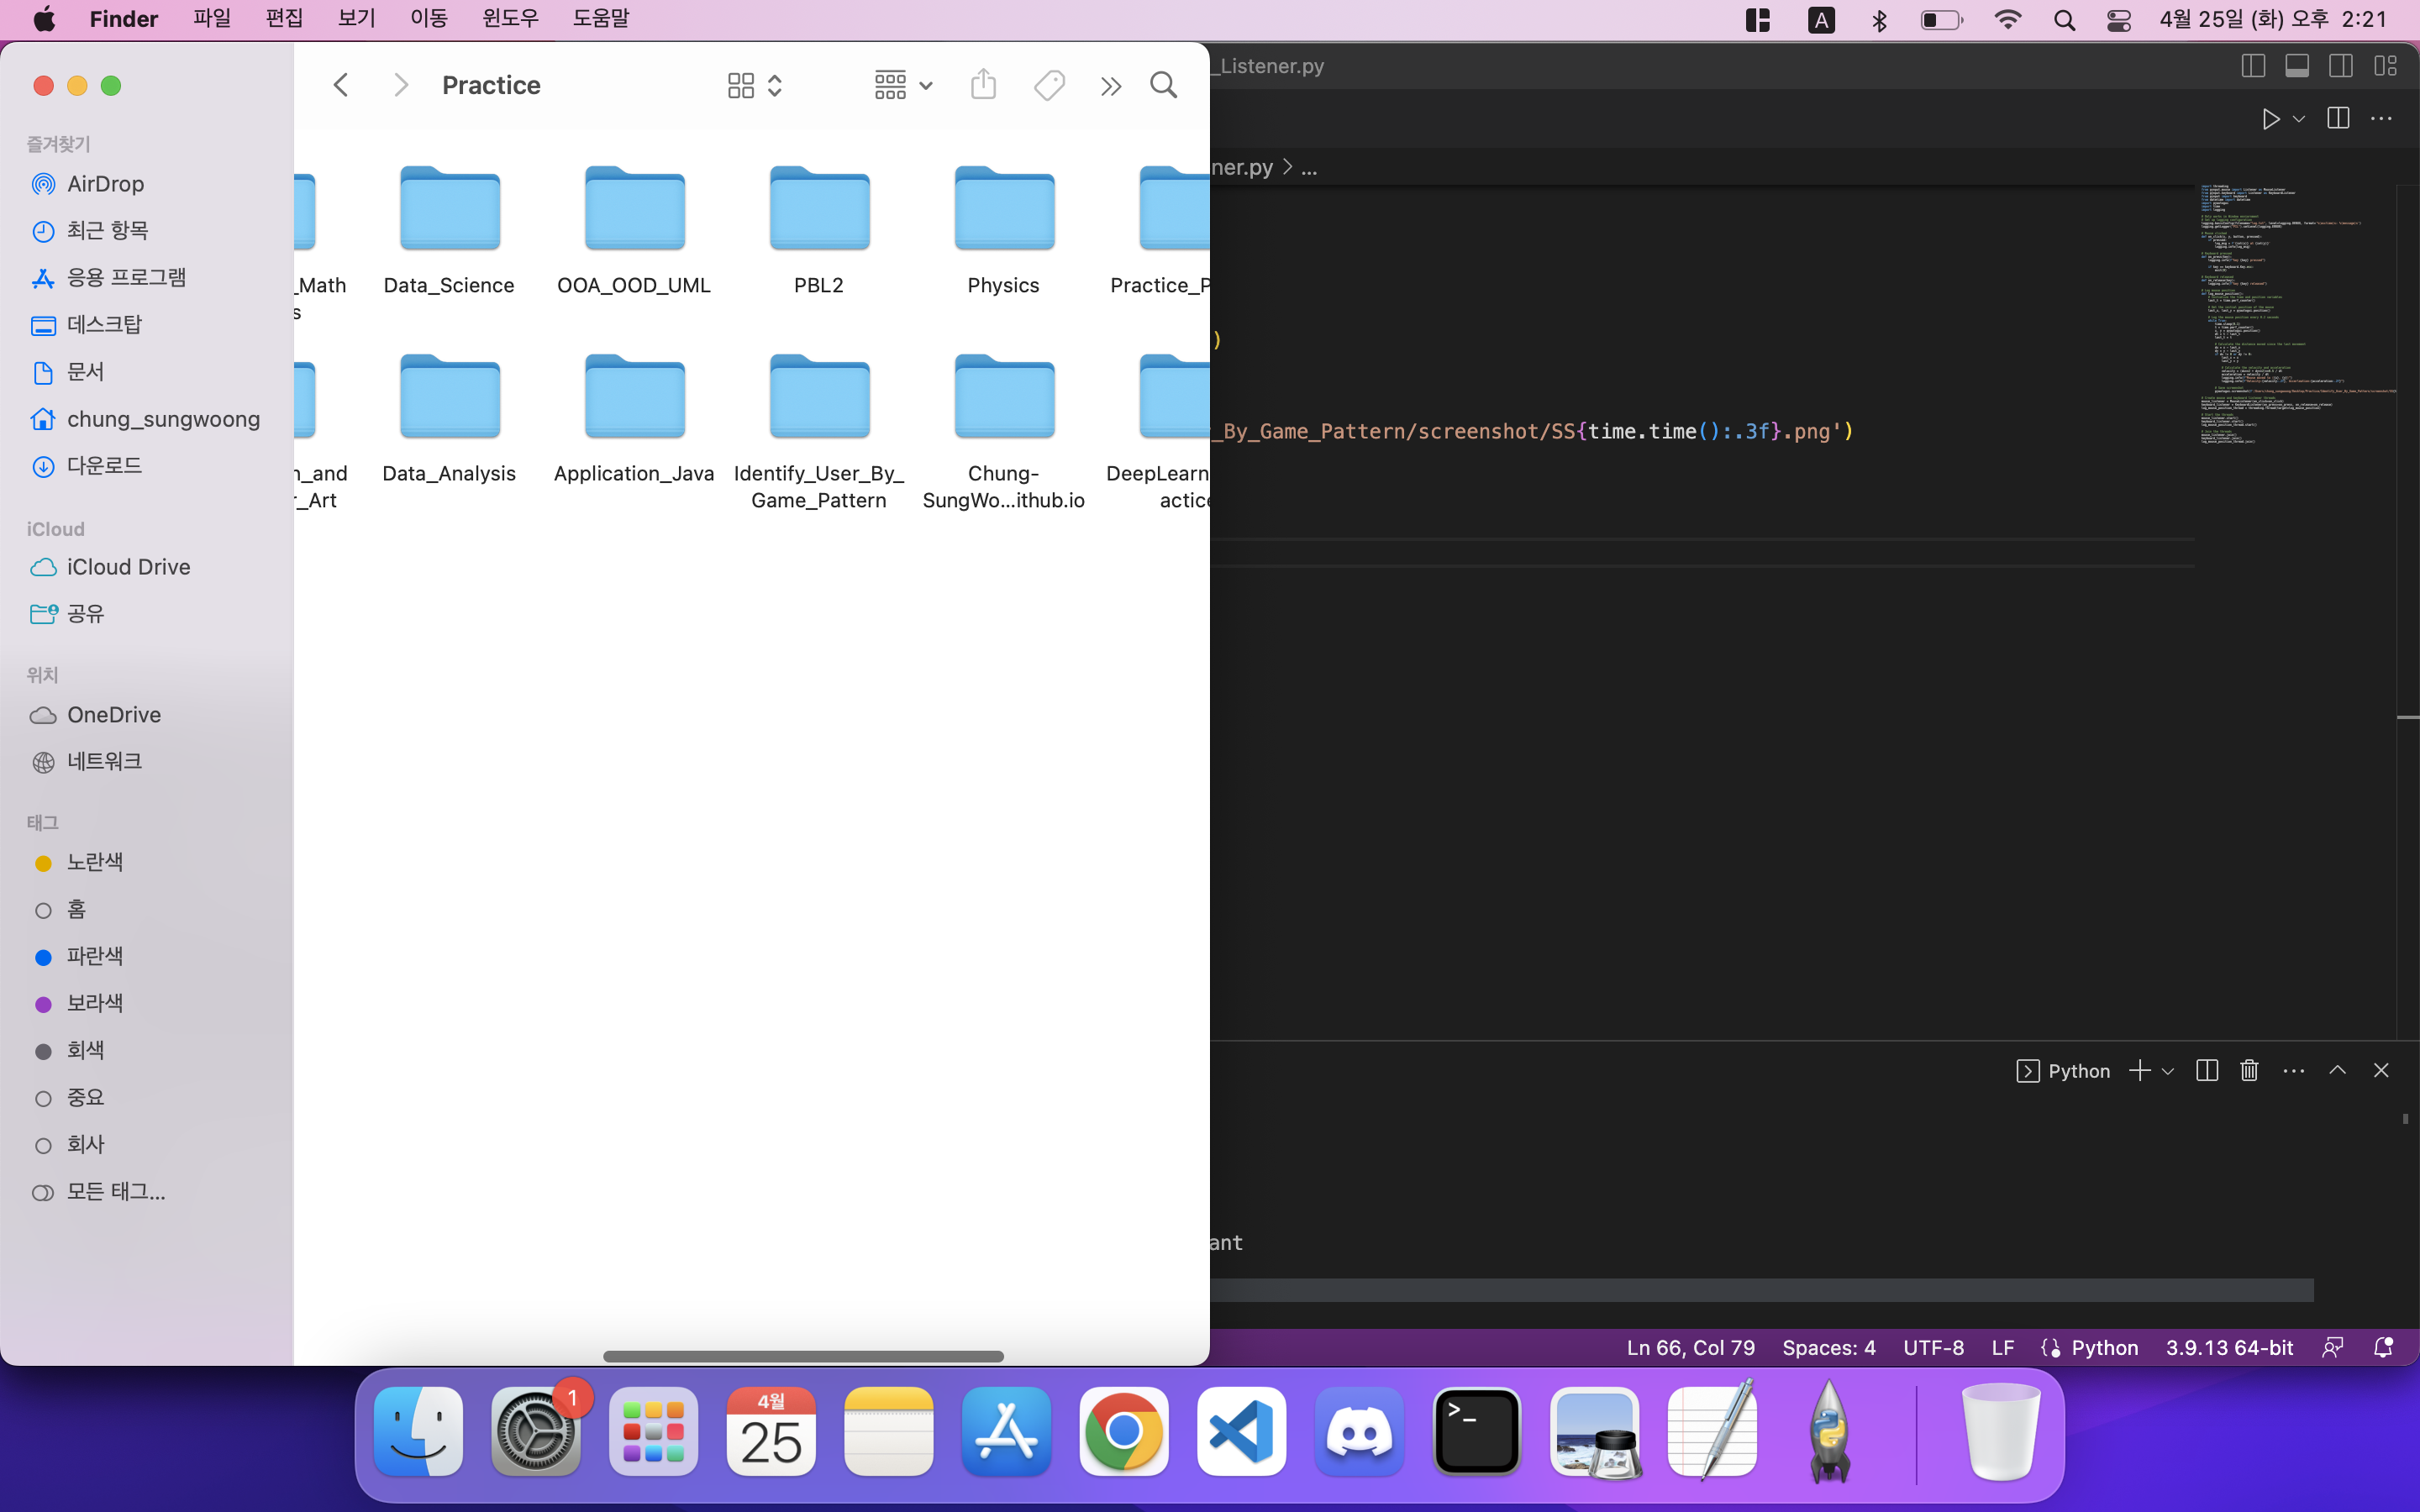 Finder 파일 편집 보기 이동 윈도우 도움말
A 4월 25일 (화) 오후 2:21
Practice
즐겨찾기
AirDrop
최근 항목
응용 프로그램
데스크탑
문서
chung_sungwoong
다운로드
iCloud
iCloud Drive
공유
위치
OneDrive
네트워크
태그
노란색
홈
파란색
보라색
회색
중요
회사
모든 태그...
_Math
s
Data_Science
OOA_OOD_UML
PBL2
Physics
Practice_P
n_and
r_Art
Data_Analysis
Application_Java
Identify_User_By_
Game_Pattern
Chung-
SungWo...ithub.io
DeepLearn
actice
_Listener.py
ner.py > ...
)
_By_Game_Pattern/screenshot/SS{time.time():.3f}.png')
Python
ant
Ln 66, Col 79 Spaces: 4 UTF-8 LF Python 3.9.13 64-bit
1
4월
25
>_